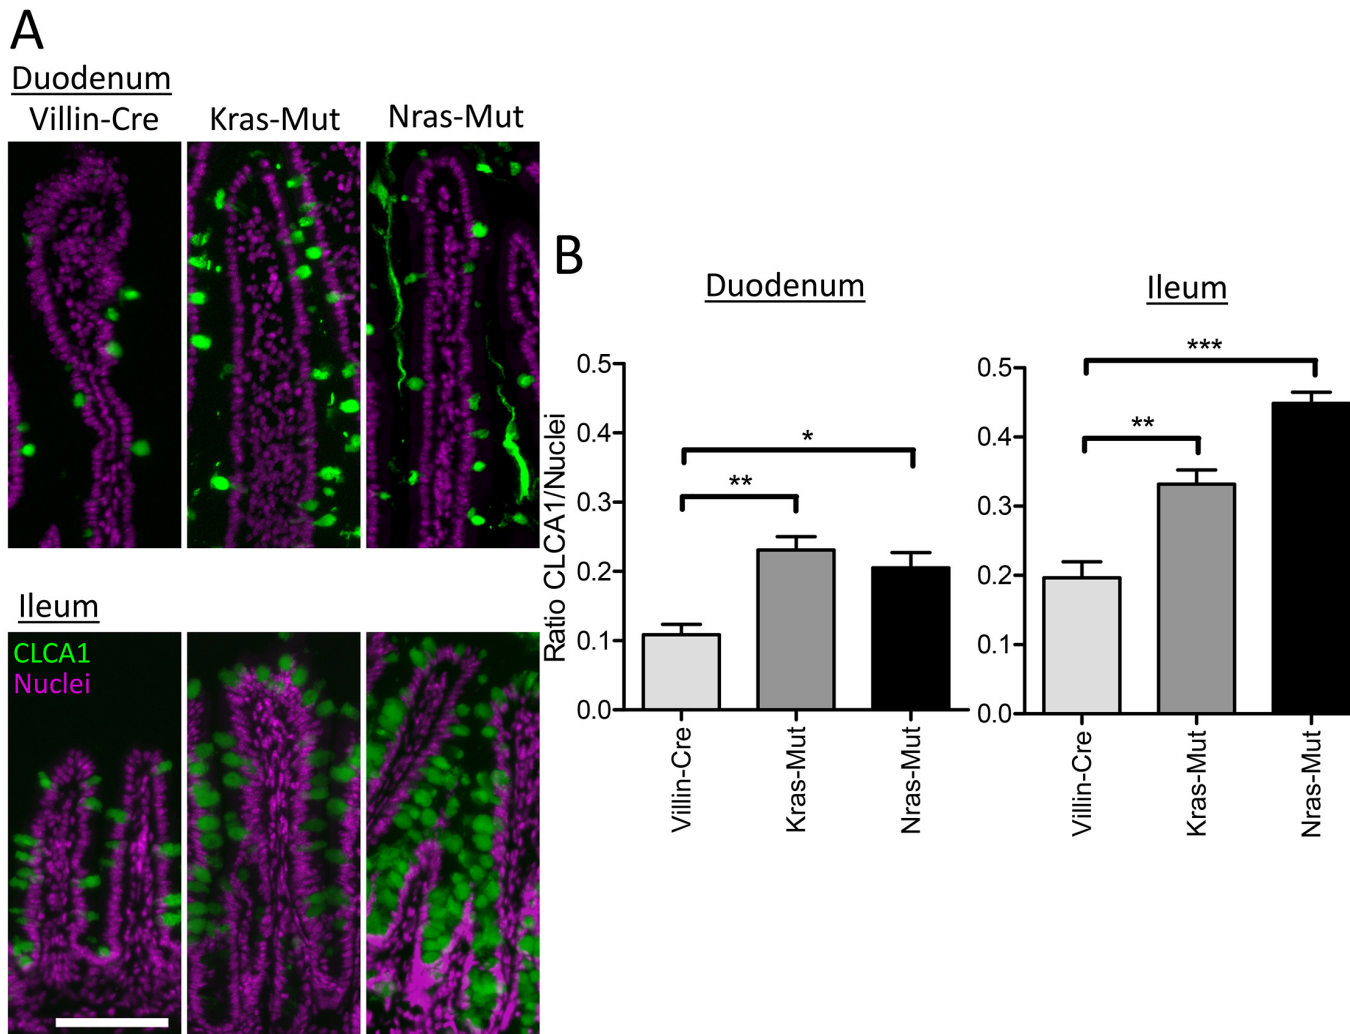 A
Duodenum
Villin-Cre
Kras-Mut
Nras-Mut
Ileum
CLCA1
Nuclei
B
Duodenum
Ratio CLCA1/Nuclei
0.5
0.4
0.3
0.2
0.1
0.0
*
**
Villin-Cre
Kras-Mut
Nras-Mut
Ileum
0.5
0.4
0.3
0.2
0.1
0.0
***
**
Villin-Cre
Kras-Mut
Nras-Mut